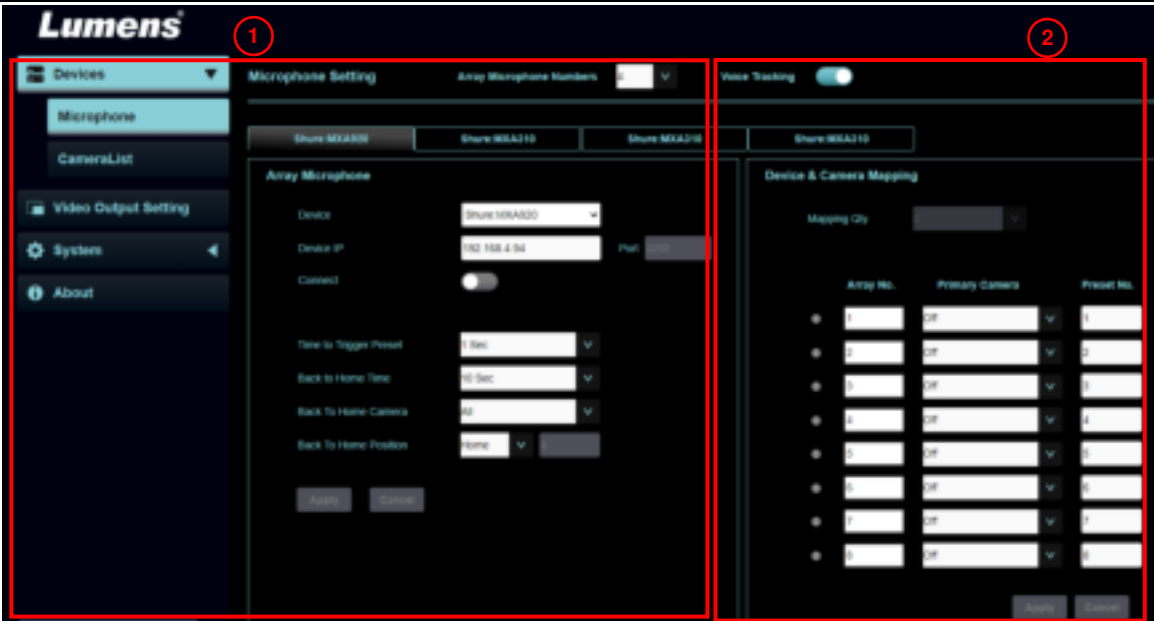 Lumens
1
2
Devices
Microphone Setting
Array Microphone Numbers
Voice Tracking
Microphone
CameraList
Shure MXA920
Shure MXA310
Shure MXA310
Shure MXA310
Array Microphone
Device & Camera Mapping
Video Output Setting
Device
Shure MXA920
Mapping Qty
System
Device IP
192.168.4.94
Port
Connect
About
Array No.
Primary Camera
Preset No.
1
Off
1
Time to Trigger Preset
1 Sec
2
Off
2
Back to Home Time
10 Sec
3
Off
3
Back To Home Camera
All
4
Off
4
Back To Home Position
Home
5
Off
5
6
Off
6
Apply
Cancel
7
Off
7
8
Off
8
Apply
Cancel